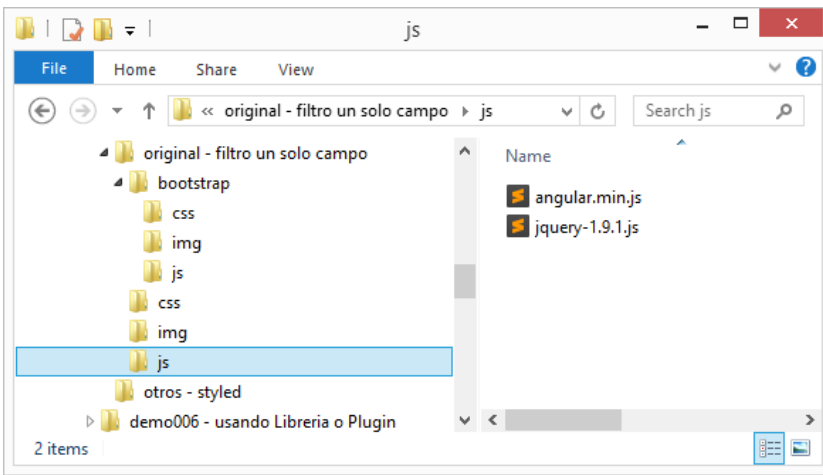 js
File Home Share View
« original - filtro un solo campo js Search js
original - filtro un solo campo
bootstrap
css
img
js
css
img
js
otros - styled
demo006 - usando Libreria o Plugin
Name
angular.min.js
jquery-1.9.1.js
2 items